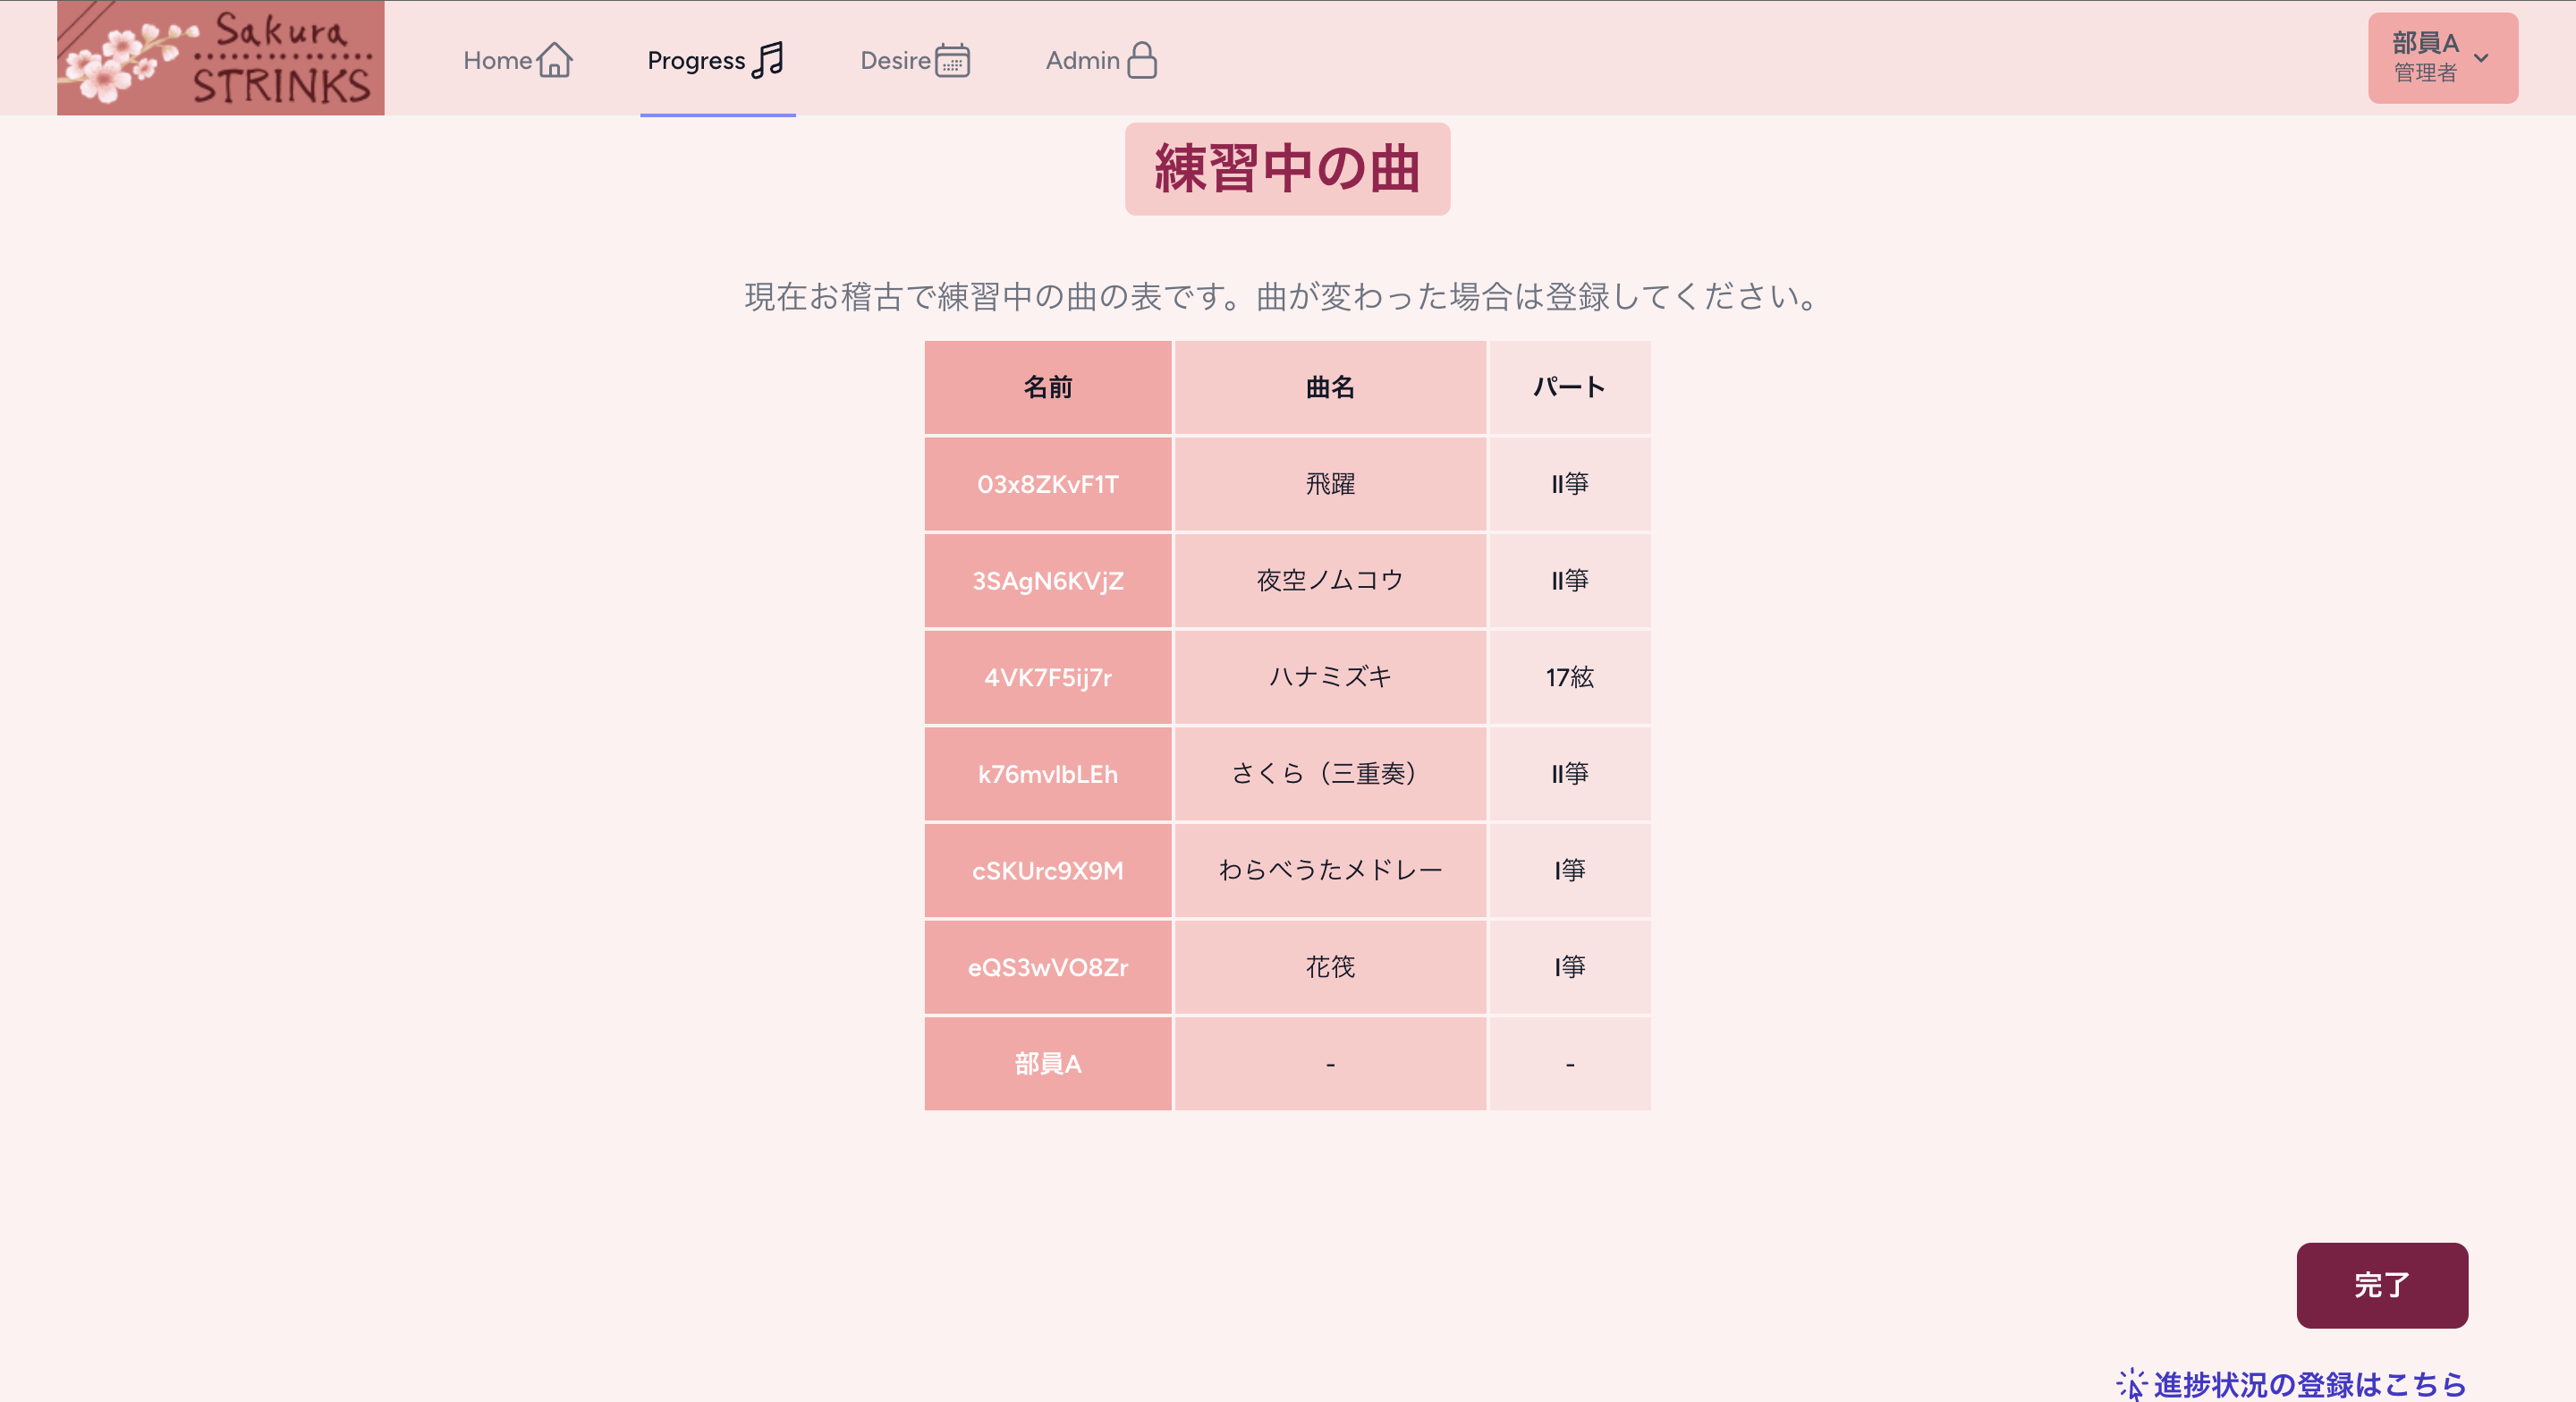 Sakura
STRINKS
Home
Progress
Desire
Admin
部員A
管理者
練習中の曲
現在お稽古で練習中の曲の表です。曲が変わった場合は登録してください。
名前 曲名 パート
03x8ZKvF1T 飛躍 II箏
3SAgN6KVjZ 夜空ノムコウ II箏
4VK7F5ij7r ハナミズキ 17絃
k76mvIbLEh さくら（三重奏） II箏
cSKUrc9X9M わらべうたメドレー I箏
eQS3wVO8Zr 花筏 I箏
部員A - -
完了
進捗状況の登録はこちら